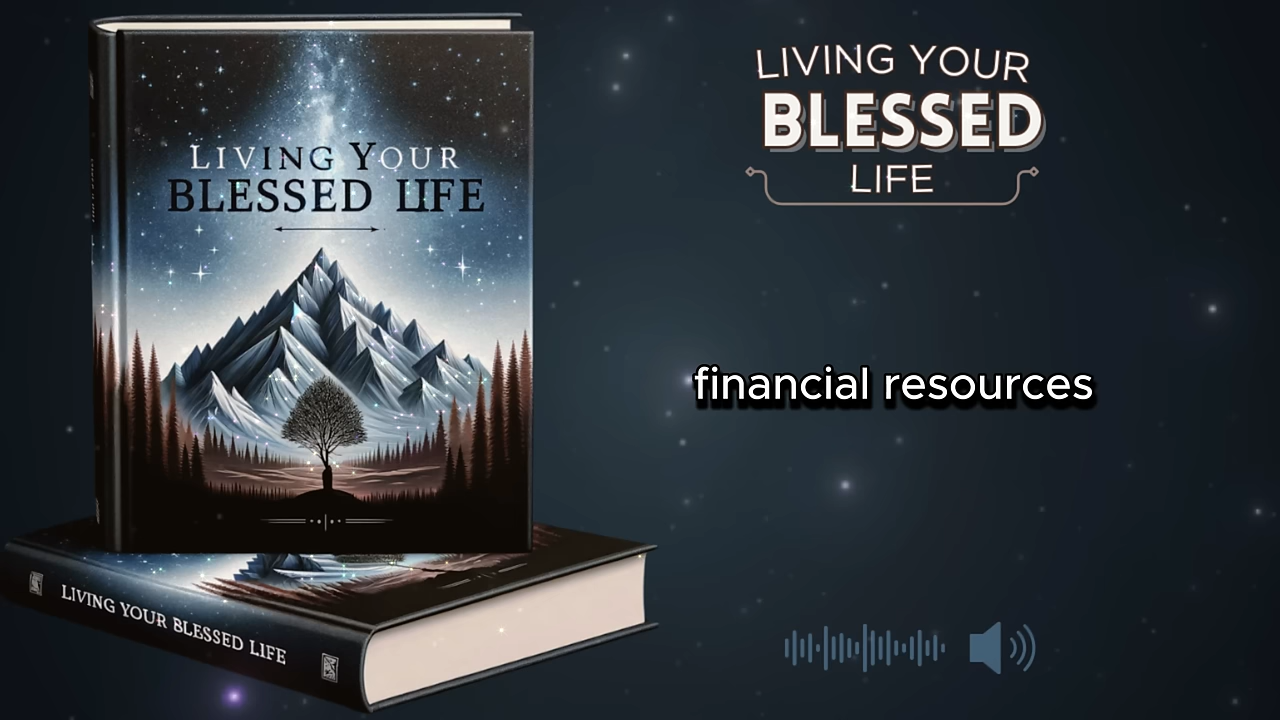 LIVING YOUR
BLESSED LIFE
LIVING YOUR BLESSED LIFE
LIVING YOUR
BLESSED
LIFE
financial resources